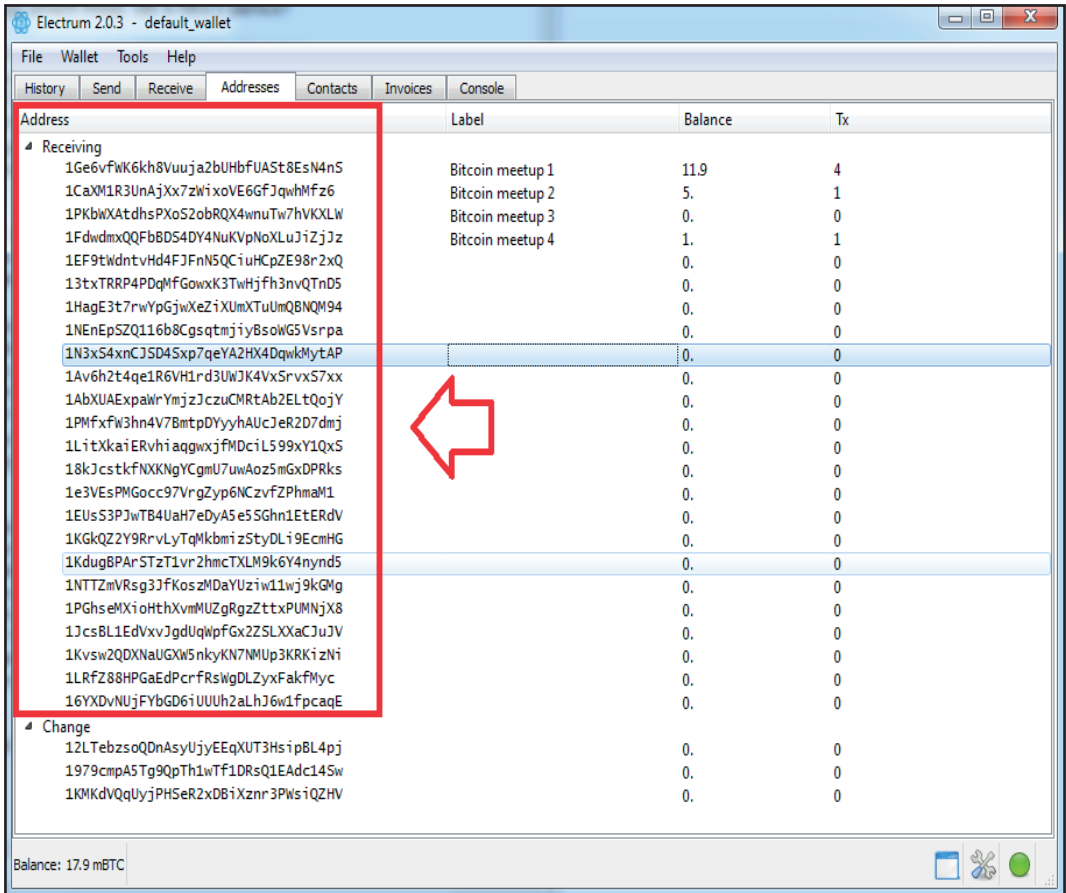 Electrum 2.0.3 - default_wallet
File Wallet Tools Help
History Send Receive Addresses Contacts Invoices Console
Address Label Balance Tx
Receiving
1Ge6vfWK6kh8Vuuja2bUHbfUASt8EsN4nS Bitcoin meetup 1 11.9 4
1CaXM1R3UnAjXx7zWixoVE6GfJqwhMfz6 Bitcoin meetup 2 5. 1
1PKbWXAtdhsPXoS2obRQX4wnuTw7hVKXLW Bitcoin meetup 3 0. 0
1FdwdmxQQFbBDS4DY4NuKVpNoXLuJiZjJz Bitcoin meetup 4 1. 1
1EF9tWdntvHd4FJFnN5QCiuHCpZE98r2xQ 0. 0
13txTRRP4PDqMfGowxK3TwHjfh3nvQTnD5 0. 0
1HagE3t7rwYpGjwXeZiXUmXTuUmQBNQM94 0. 0
1NEnEpSZQ116b8CgsqtmjiyBsoWG5Vsrpa 0. 0
1N3xS4xnCJSD4Sxp7qeYA2HX4DqwkMytAP 0. 0
1Av6h2t4qe1R6VH1rd3UWJK4VxSrvxS7xx 0. 0
1AbXUAExpaWrYmjzJczuCMRtAb2ELtQojY 0. 0
1PMfxfW3hn4V7BmtpDYyyhAUcJeR2D7dmj 0. 0
1LitXkaiERvhiaqgwxjfMDciL599xY1QxS 0. 0
18kJcstkfNXKNgYCgmU7uwAoz5mGxDPRks 0. 0
1e3VEsPMGocc97VrgZyp6NCzvfZPhmaM1 0. 0
1EUsS3PJwTB4UaH7eDyA5e5SGhn1EtERdV 0. 0
1KGkQZ2Y9RrvLyTqMkbmizStyDLi9EcmHG 0. 0
1KdugBPArSTzT1vr2hmcTXLM9k6Y4nynd5 0. 0
1NTTZmVRsg3JfKoszMDaYUziw11wj9kGMg 0. 0
1PGhseMXioHthXvmMUZgRgzZttxPUMNjX8 0. 0
1JcsBL1EdVxvJgdUqWpfGx2ZSLXXaCJuJV 0. 0
1Kvsw2QDXNaUGXW5nkyKN7NMUp3KRKizNi 0. 0
1LRfZ88HPGaEdPcrfRsWgDLZyxFakfMyc 0. 0
16YXDvNUjFYbGD6iUUUh2aLhJ6w1fpcaqE 0. 0
Change
12LTebzsoQDnAsyUjyEEqXUT3HsipBL4pj 0. 0
1979cmpA5Tg9QpTh1wTf1DRsQ1EAdc14Sw 0. 0
1KMKdVQqUyjPHSeR2xDBiXznr3PWsiQZHV 0. 0
Balance: 17.9 mBTC